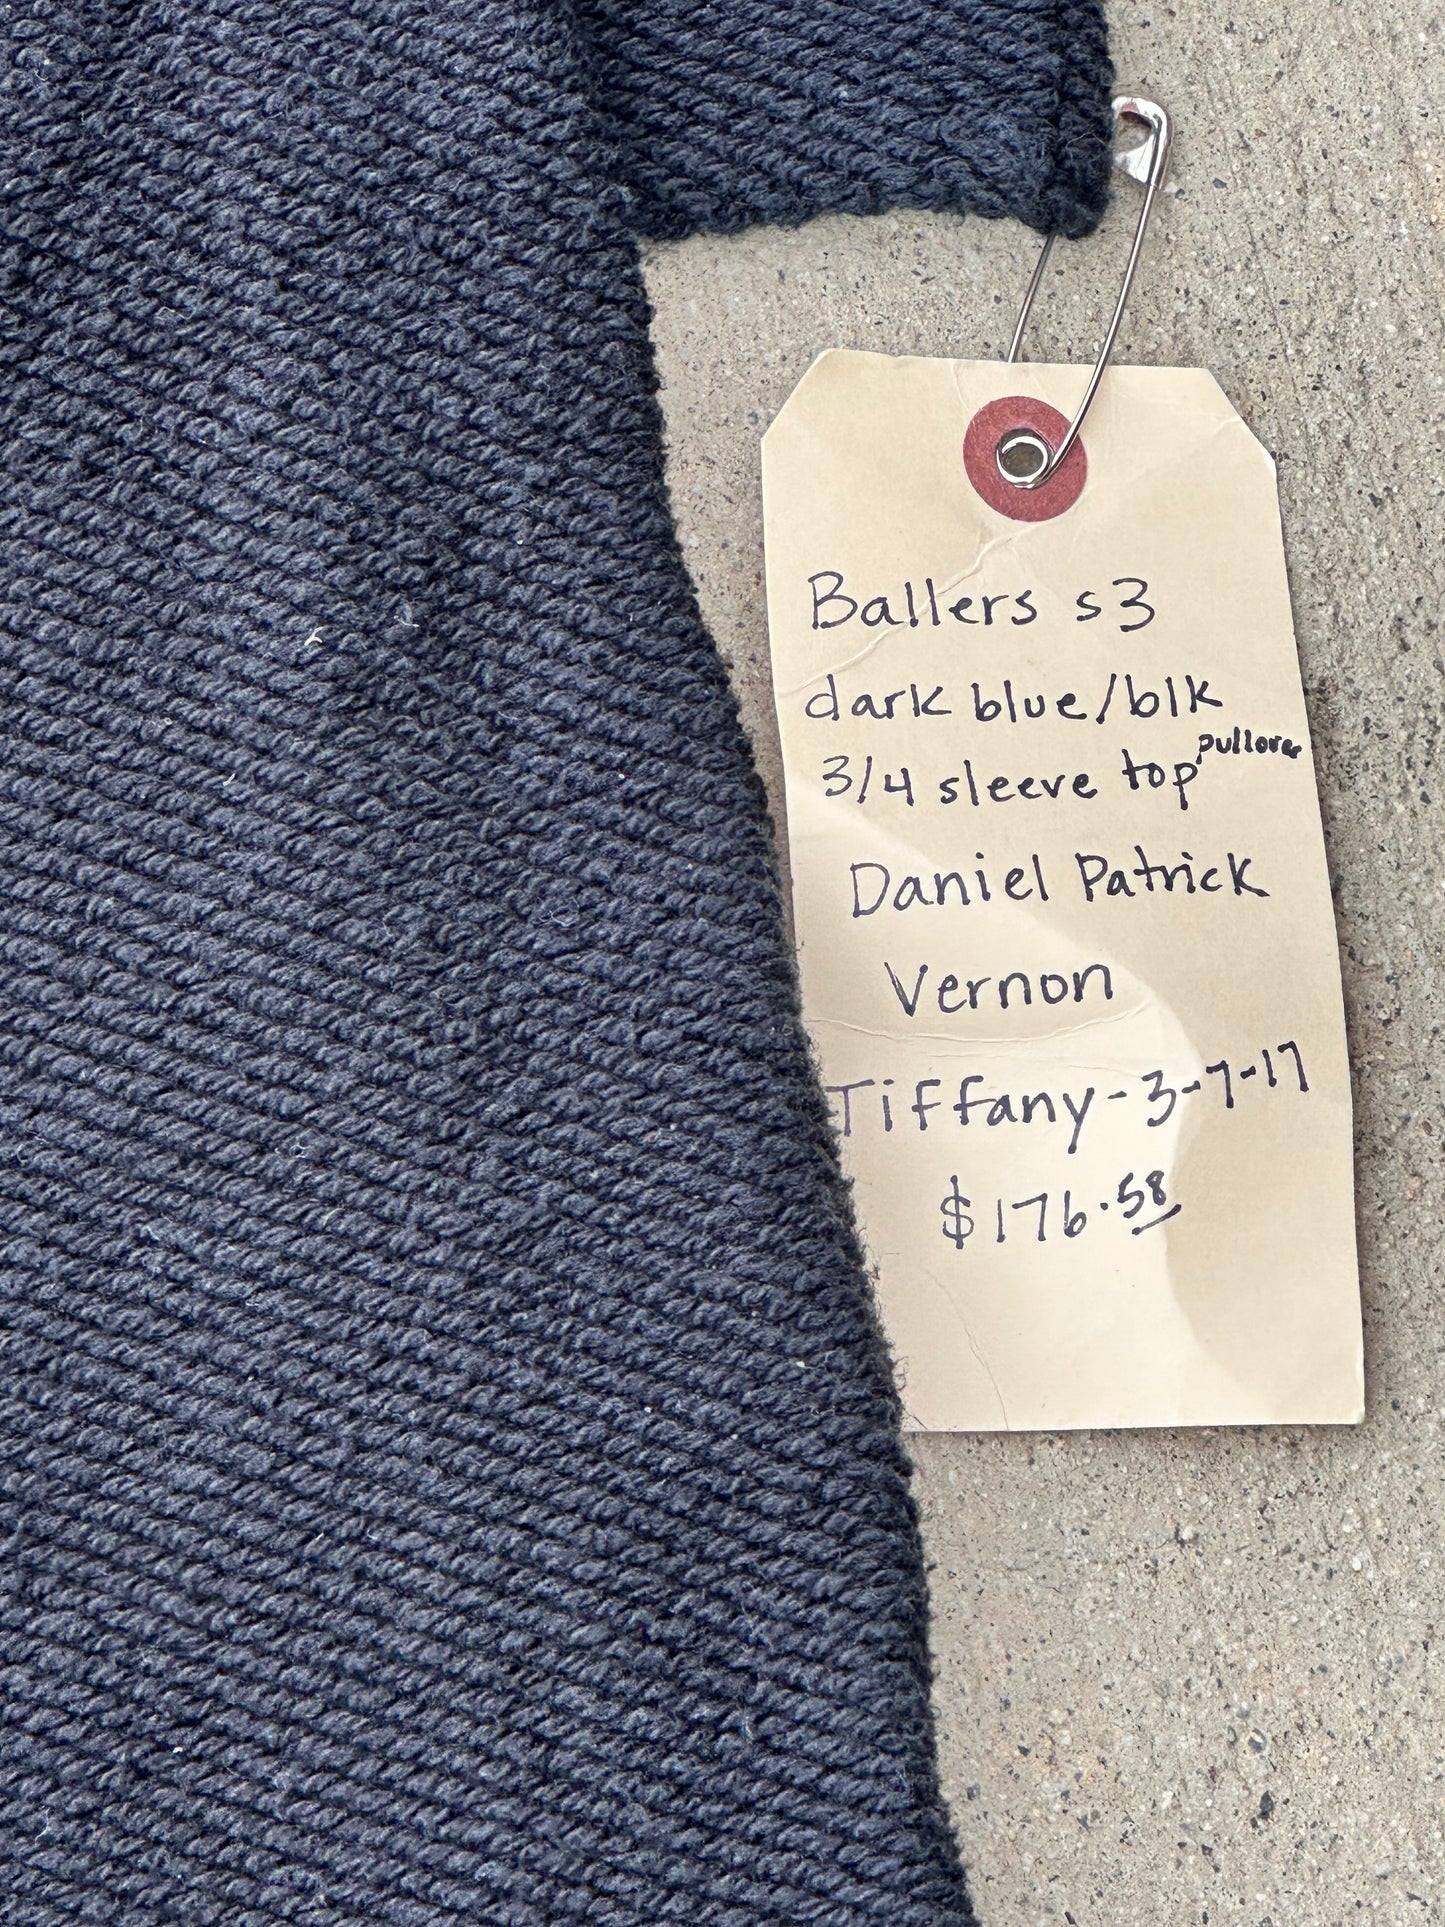 Ballers s3
dark blue/blk
3/4 sleeve top pullover
Daniel Patrick
Vernon
Tiffany-3-7-17
$176.58